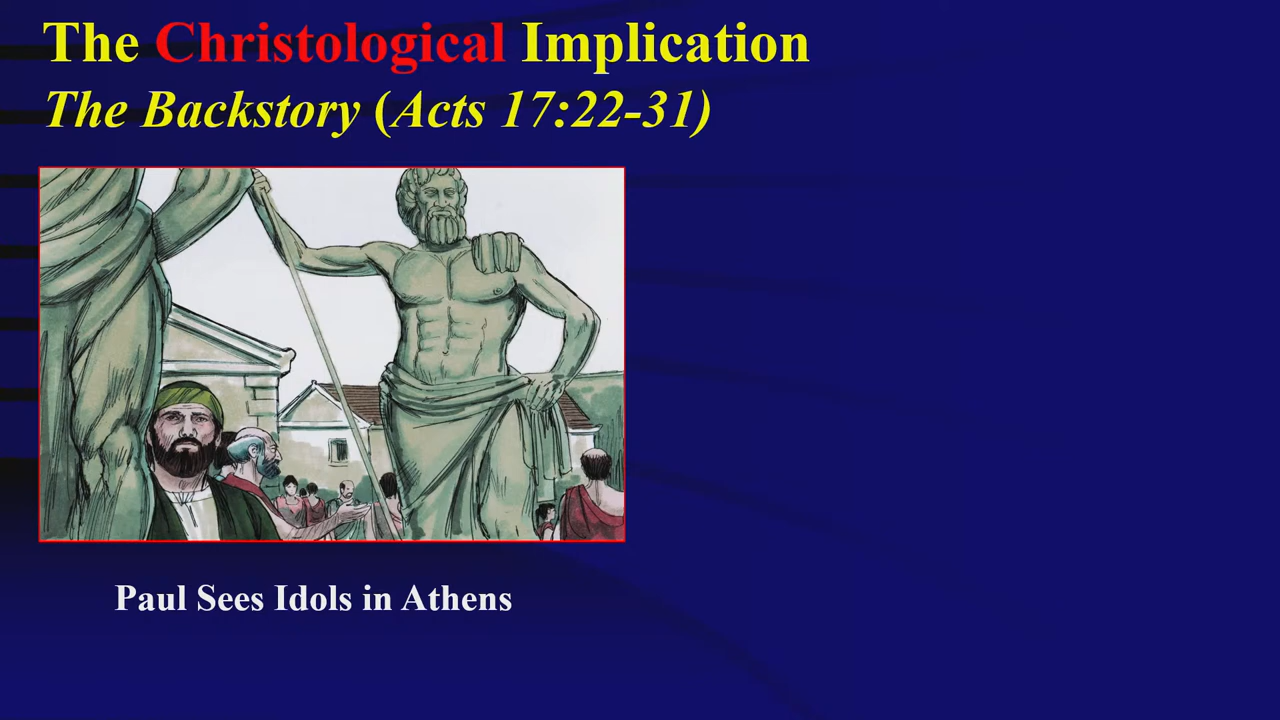 The Christological Implication
The Backstory (Acts 17:22-31)
Paul Sees Idols in Athens